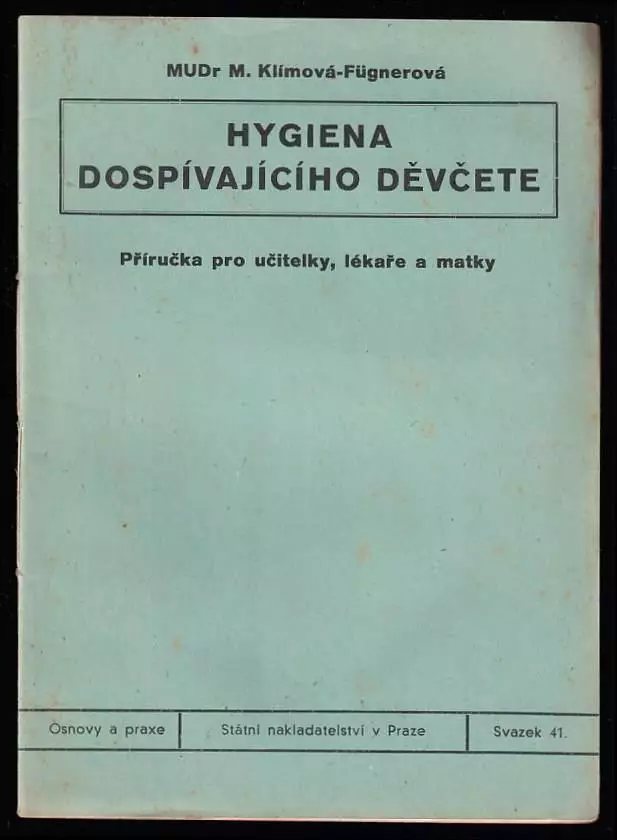 MUDr M. Klímová-Fügnerová
HYGIENA
DOSPÍVAJÍCÍHO DĚVČETE
Příručka pro učitelky, lékaře a matky
Osnovy a praxe
Státní nakladatelství v Praze
Svazek 41.